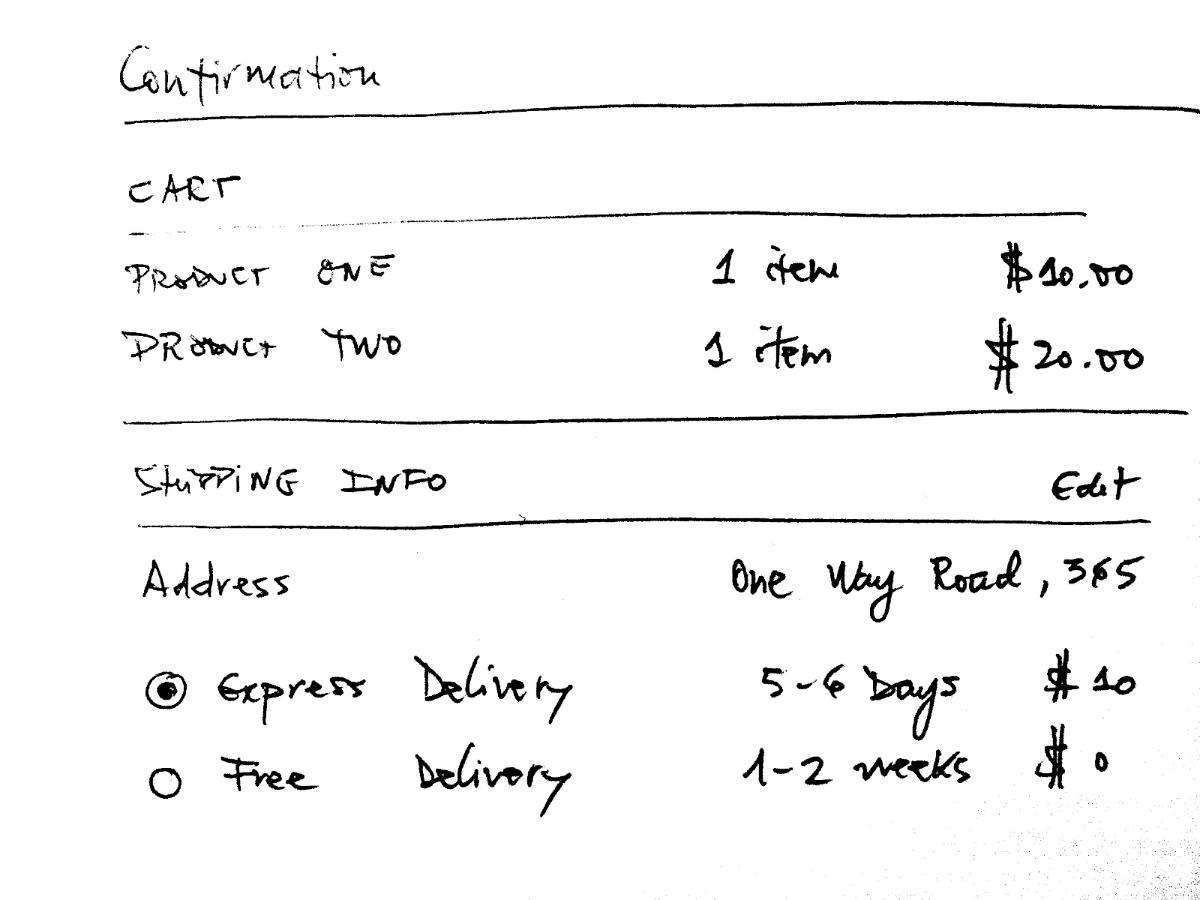 Confirmation
CART
PRODUCT ONE 1 item $10.00
PRODUCT TWO 1 item $20.00
SHIPPING INFO Edit
Address One Way Road, 365
Express Delivery 5-6 Days $10
Free Delivery 1-2 weeks $0